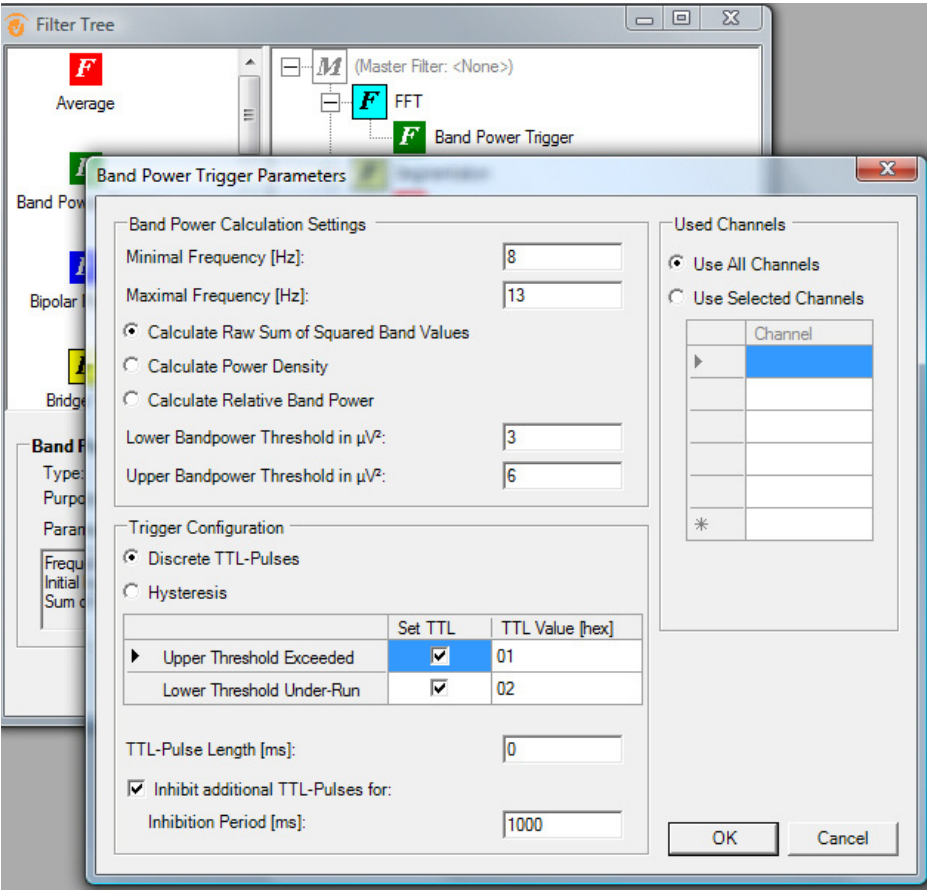 Filter Tree
F
Average
M (Master Filter: <None>)
F FFT
F Band Power Trigger
Band Pow
Bipolar
Bridge
Band
Type:
Purpo
Param
Frequ
Initial
Sum
Band Power Trigger Parameters
Band Power Calculation Settings
Minimal Frequency [Hz]: 8
Maximal Frequency [Hz]: 13
Calculate Raw Sum of Squared Band Values
Calculate Power Density
Calculate Relative Band Power
Lower Bandpower Threshold in µV²: 3
Upper Bandpower Threshold in µV²: 6
Trigger Configuration
Discrete TTL-Pulses
Hysteresis
Set TTL TTL Value [hex]
Upper Threshold Exceeded 01
Lower Threshold Under-Run 02
TTL-Pulse Length [ms]: 0
Inhibit additional TTL-Pulses for:
Inhibition Period [ms]: 1000
Used Channels
Use All Channels
Use Selected Channels
Channel
OK Cancel